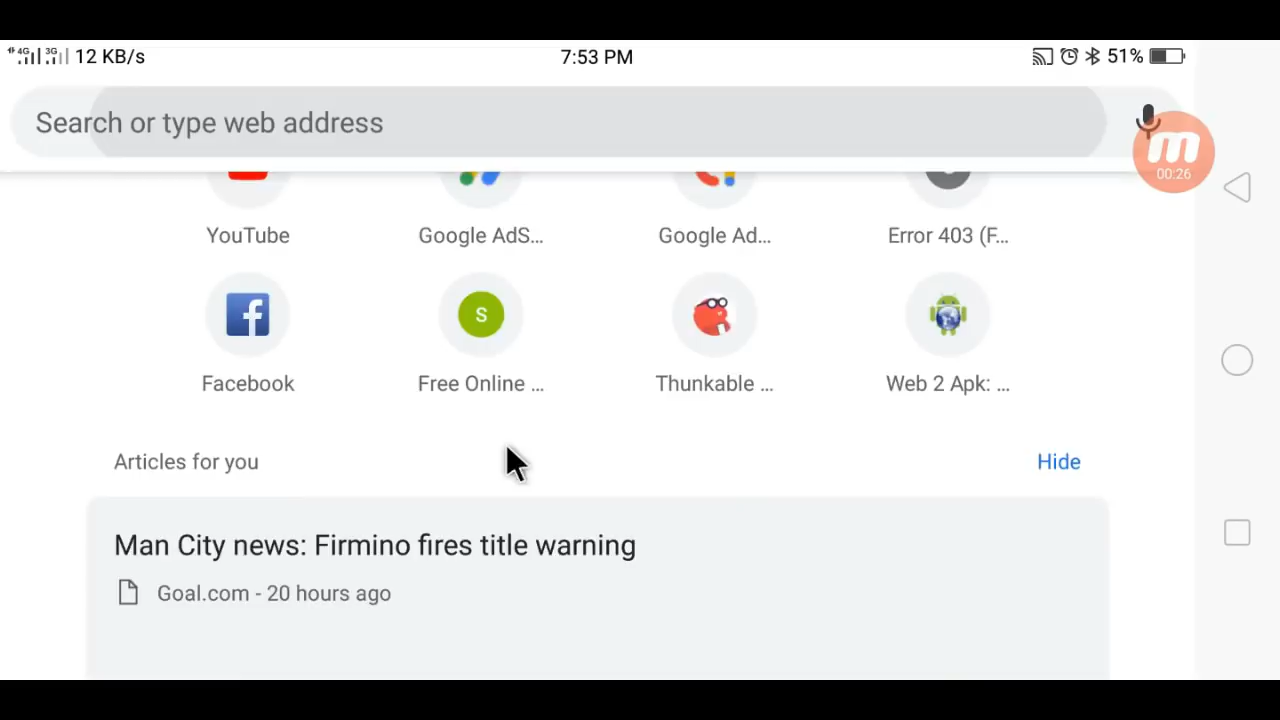 4G 3G 12 KB/s 7:53 PM 51%
Search or type web address
m
00:26
YouTube Google AdS... Google Ad... Error 403 (F...
f S
Facebook Free Online ... Thunkable ... Web 2 Apk: ...
Articles for you Hide
Man City news: Firmino fires title warning
Goal.com - 20 hours ago